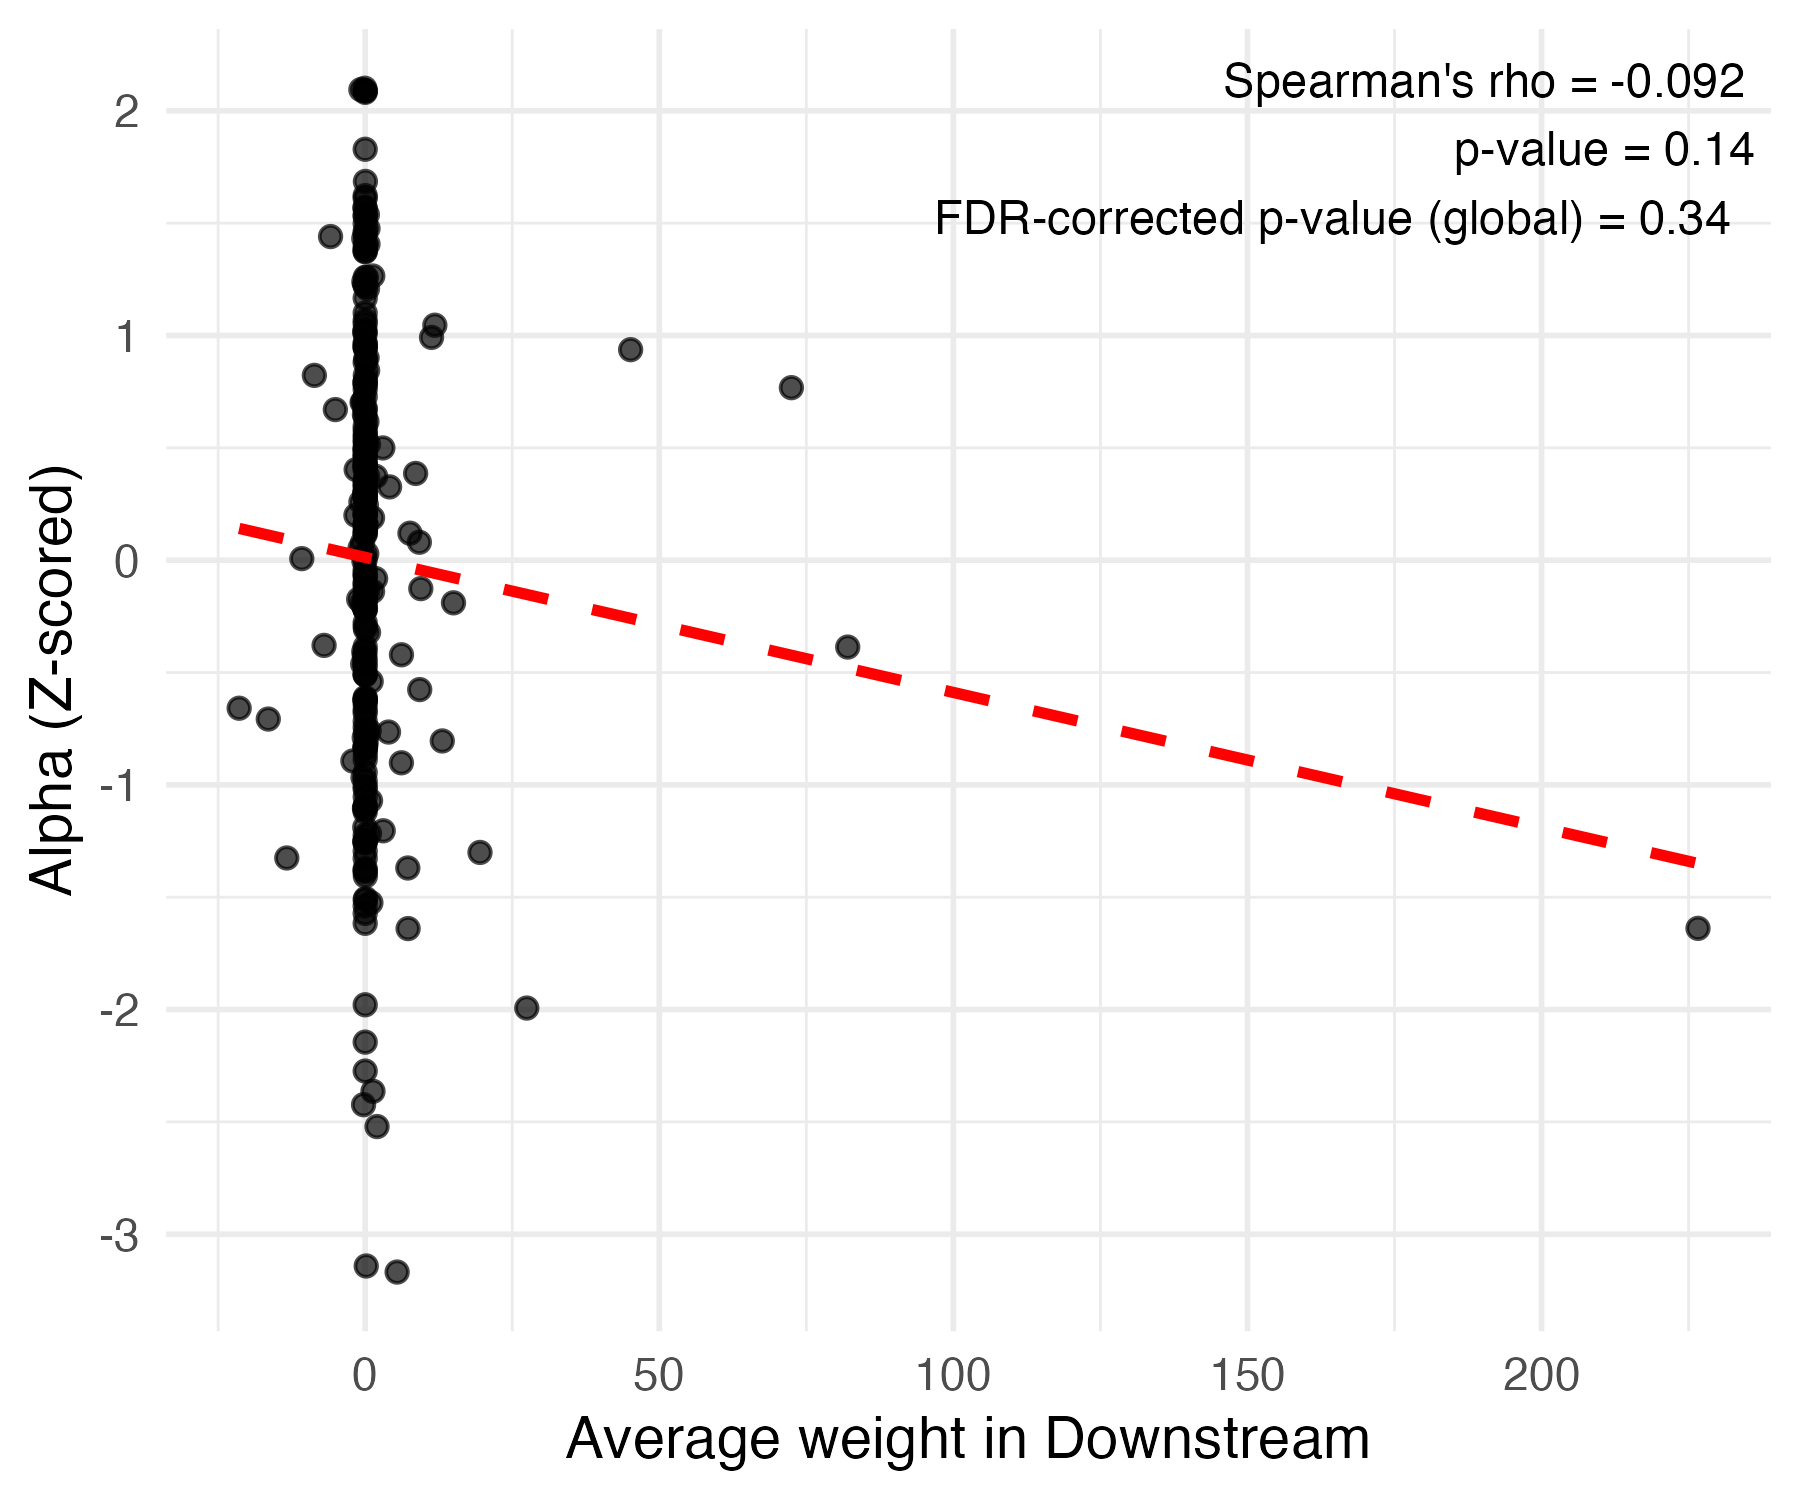 Spearman's rho = -0.092
p-value = 0.14
FDR-corrected p-value (global) = 0.34
Alpha (Z-scored)
2
1
0
-1
-2
-3
0 50 100 150 200
Average weight in Downstream